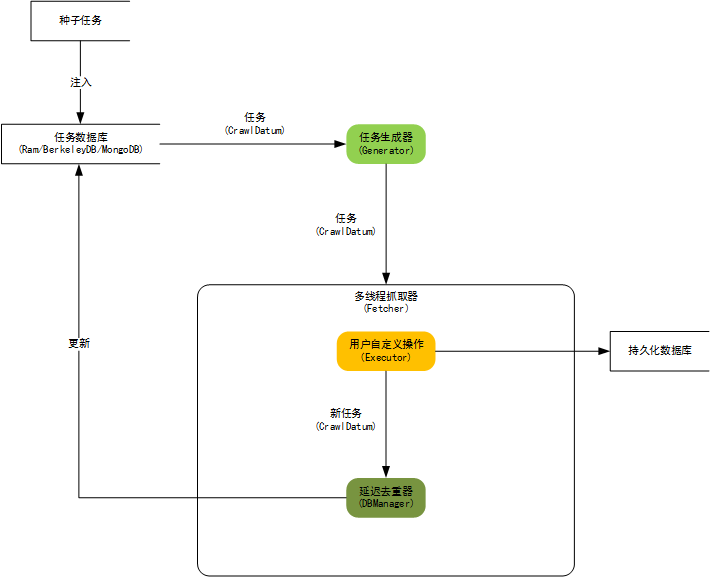 种子任务
注入
任务数据库
(Ram/BerkeleyDB/MongoDB)
任务
(CrawlDatum)
任务生成器
(Generator)
任务
(CrawlDatum)
多线程抓取器
(Fetcher)
用户自定义操作
(Executor)
持久化数据库
更新
新任务
(CrawlDatum)
延迟去重器
(DBManager)